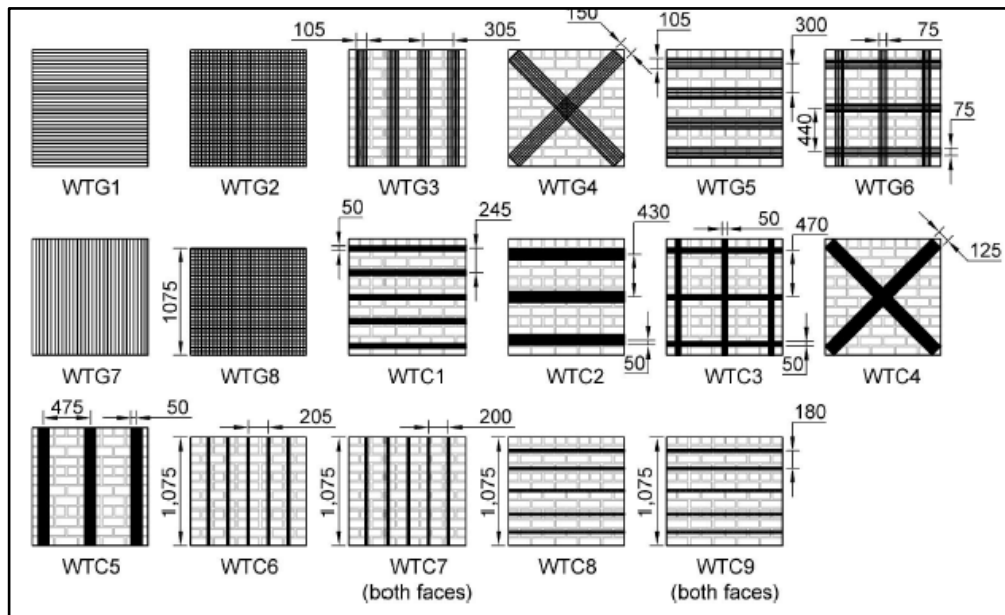 105 305 150 105 300 75
440 75
WTG1 WTG2 WTG3 WTG4 WTG5 WTG6
50 245 430 50 470 125
1075
50 50
WTG7 WTG8 WTC1 WTC2 WTC3 WTC4
475 50 205 200 180
1,075 1,075 1,075 1,075
WTC5 WTC6 WTC7 WTC8 WTC9
(both faces) (both faces)